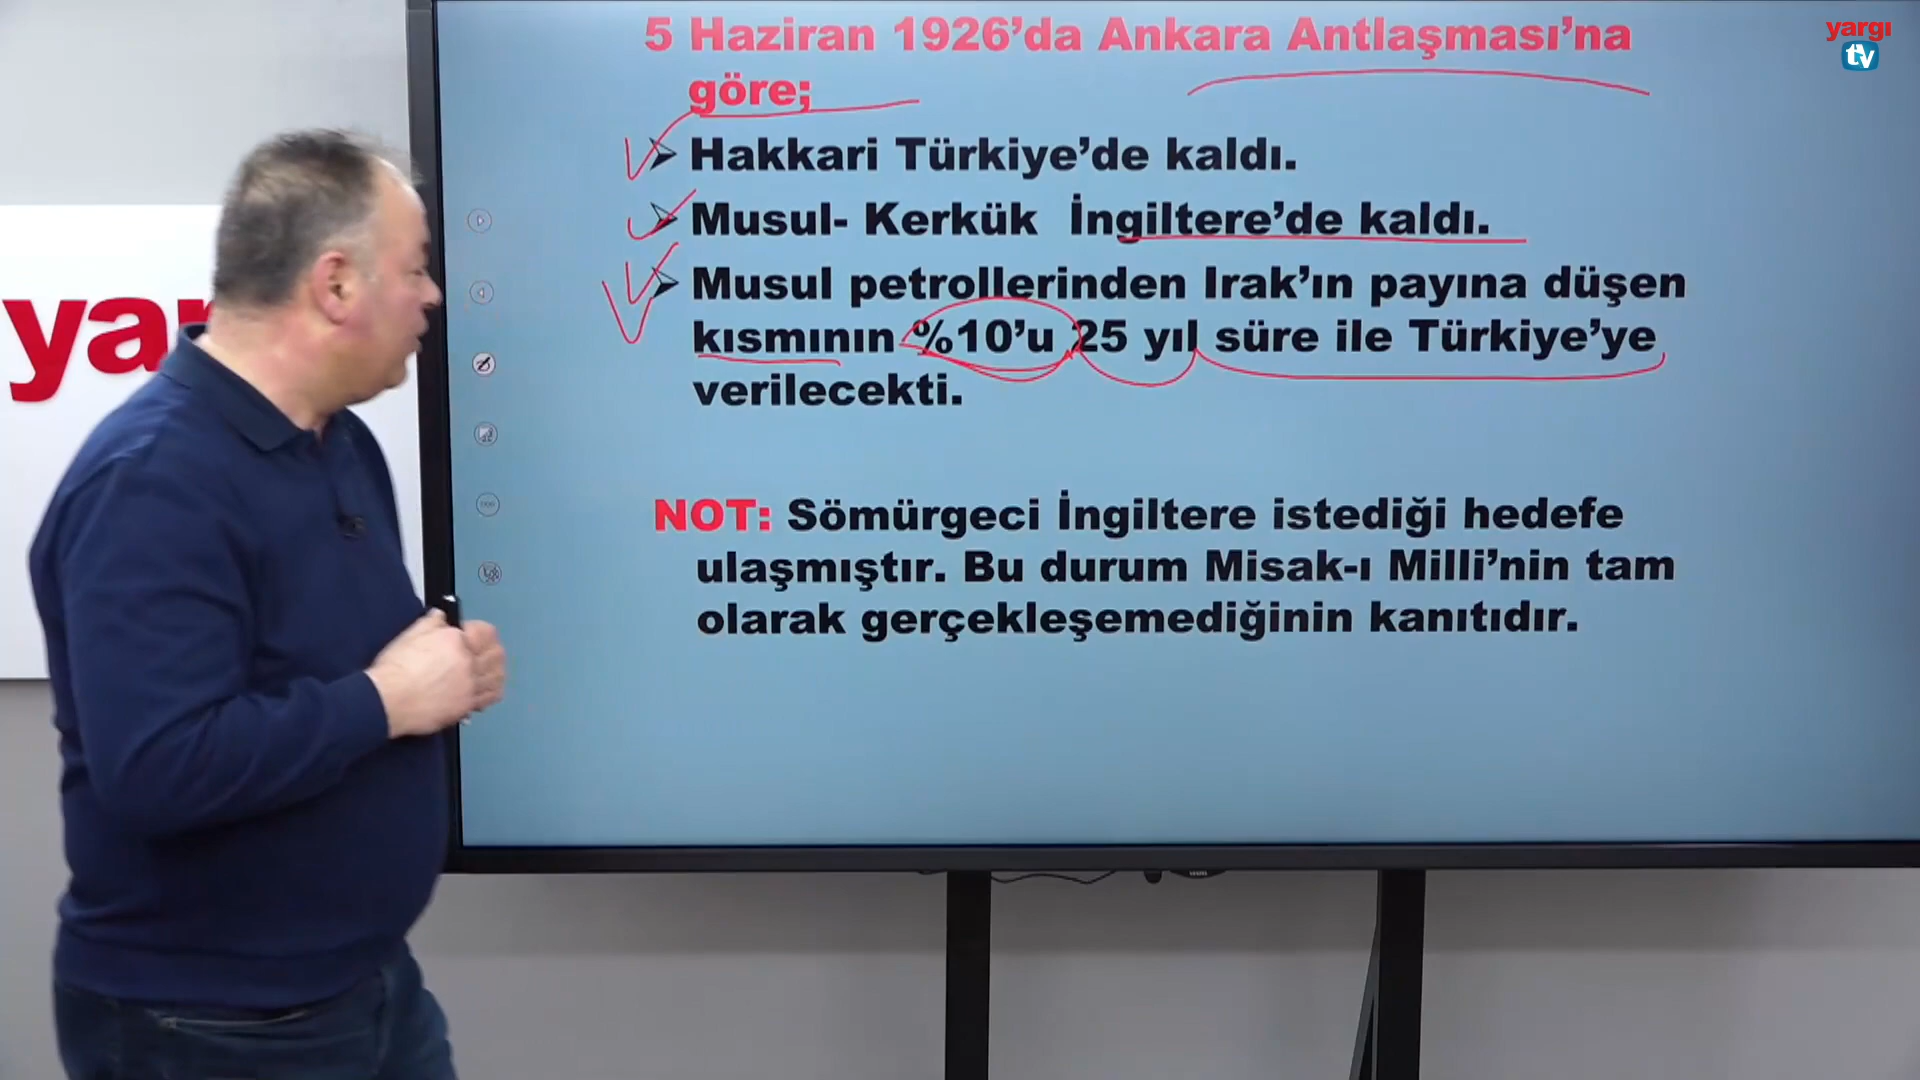 5 Haziran 1926’da Ankara Antlaşması’na
göre;
Hakkari Türkiye’de kaldı.
Musul- Kerkük İngiltere’de kaldı.
Musul petrollerinden Irak’ın payına düşen
kısmının %10’u 25 yıl süre ile Türkiye’ye
verilecekti.
NOT: Sömürgeci İngiltere istediği hedefe
ulaşmıştır. Bu durum Misak-ı Milli’nin tam
olarak gerçekleşemediğinin kanıtıdır.
yargı
tv
yar